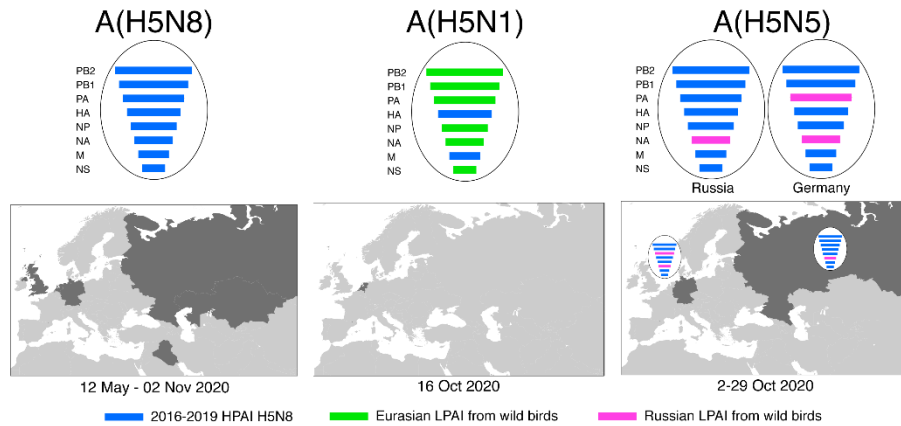 A(H5N8)
A(H5N1)
A(H5N5)
PB2
PB1
PA
HA
NP
NA
M
NS
PB2
PB1
PA
HA
NP
NA
M
NS
PB2
PB1
PA
HA
NP
NA
M
NS
Russia
Germany
12 May - 02 Nov 2020
16 Oct 2020
2-29 Oct 2020
2016-2019 HPAI H5N8
Eurasian LPAI from wild birds
Russian LPAI from wild birds